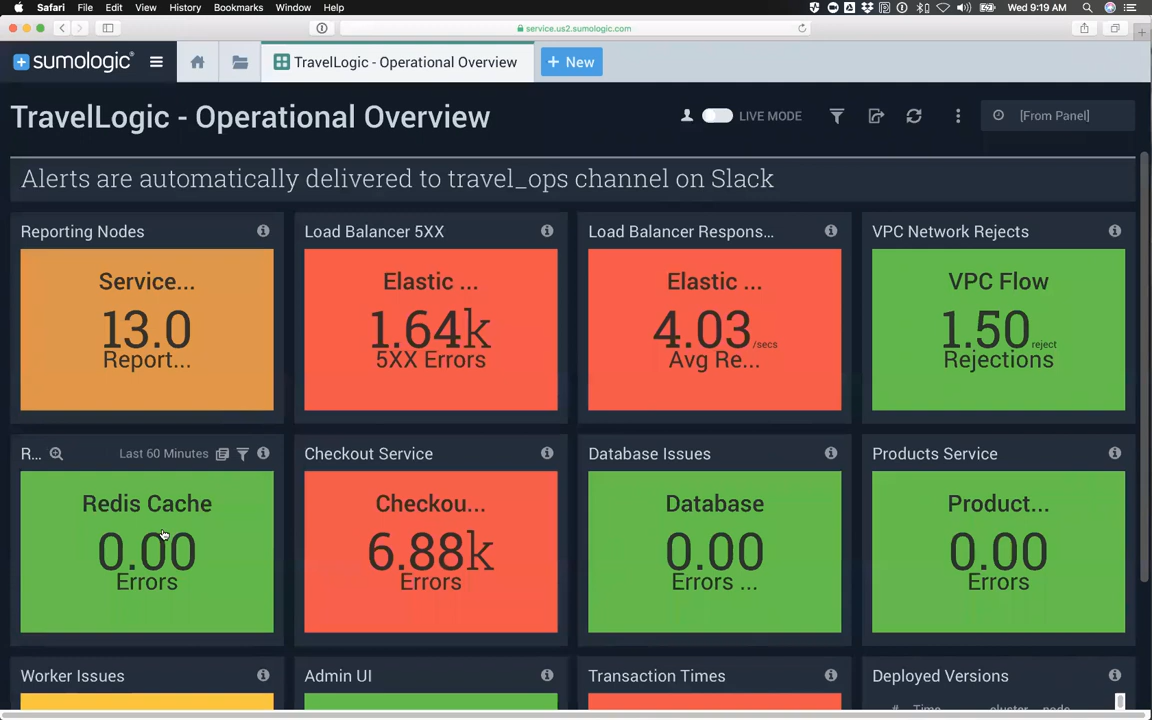 Safari File Edit View History Bookmarks Window Help Wed 9:19 AM
service.us2.sumologic.com
sumologic TravelLogic - Operational Overview + New
TravelLogic - Operational Overview LIVE MODE [From Panel]
Alerts are automatically delivered to travel_ops channel on Slack
Reporting Nodes Load Balancer 5XX Load Balancer Respons... VPC Network Rejects
Service... Elastic ... Elastic ... VPC Flow
13.0 1.64k 4.03 /secs 1.50 reject
Report... 5XX Errors Avg Re... Rejections
R... Last 60 Minutes Checkout Service Database Issues Products Service
Redis Cache Checkou... Database Product...
0.00 6.88k 0.00 0.00
Errors Errors Errors ... Errors
Worker Issues Admin UI Transaction Times Deployed Versions
# Time cluster node